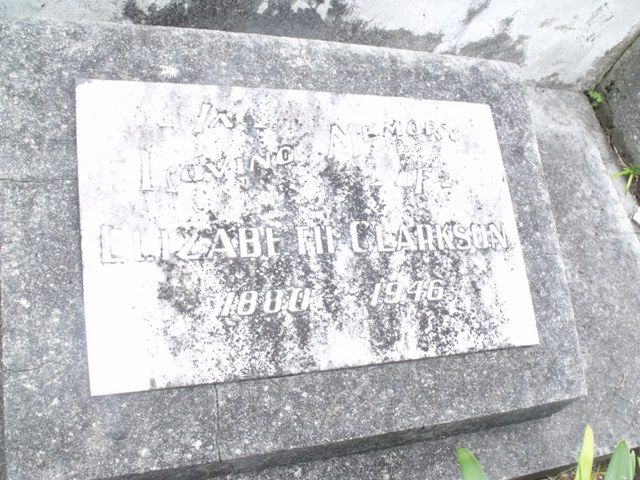 In Memory
Loving Of
ELIZABETH CLARKSON
1880 - 1946